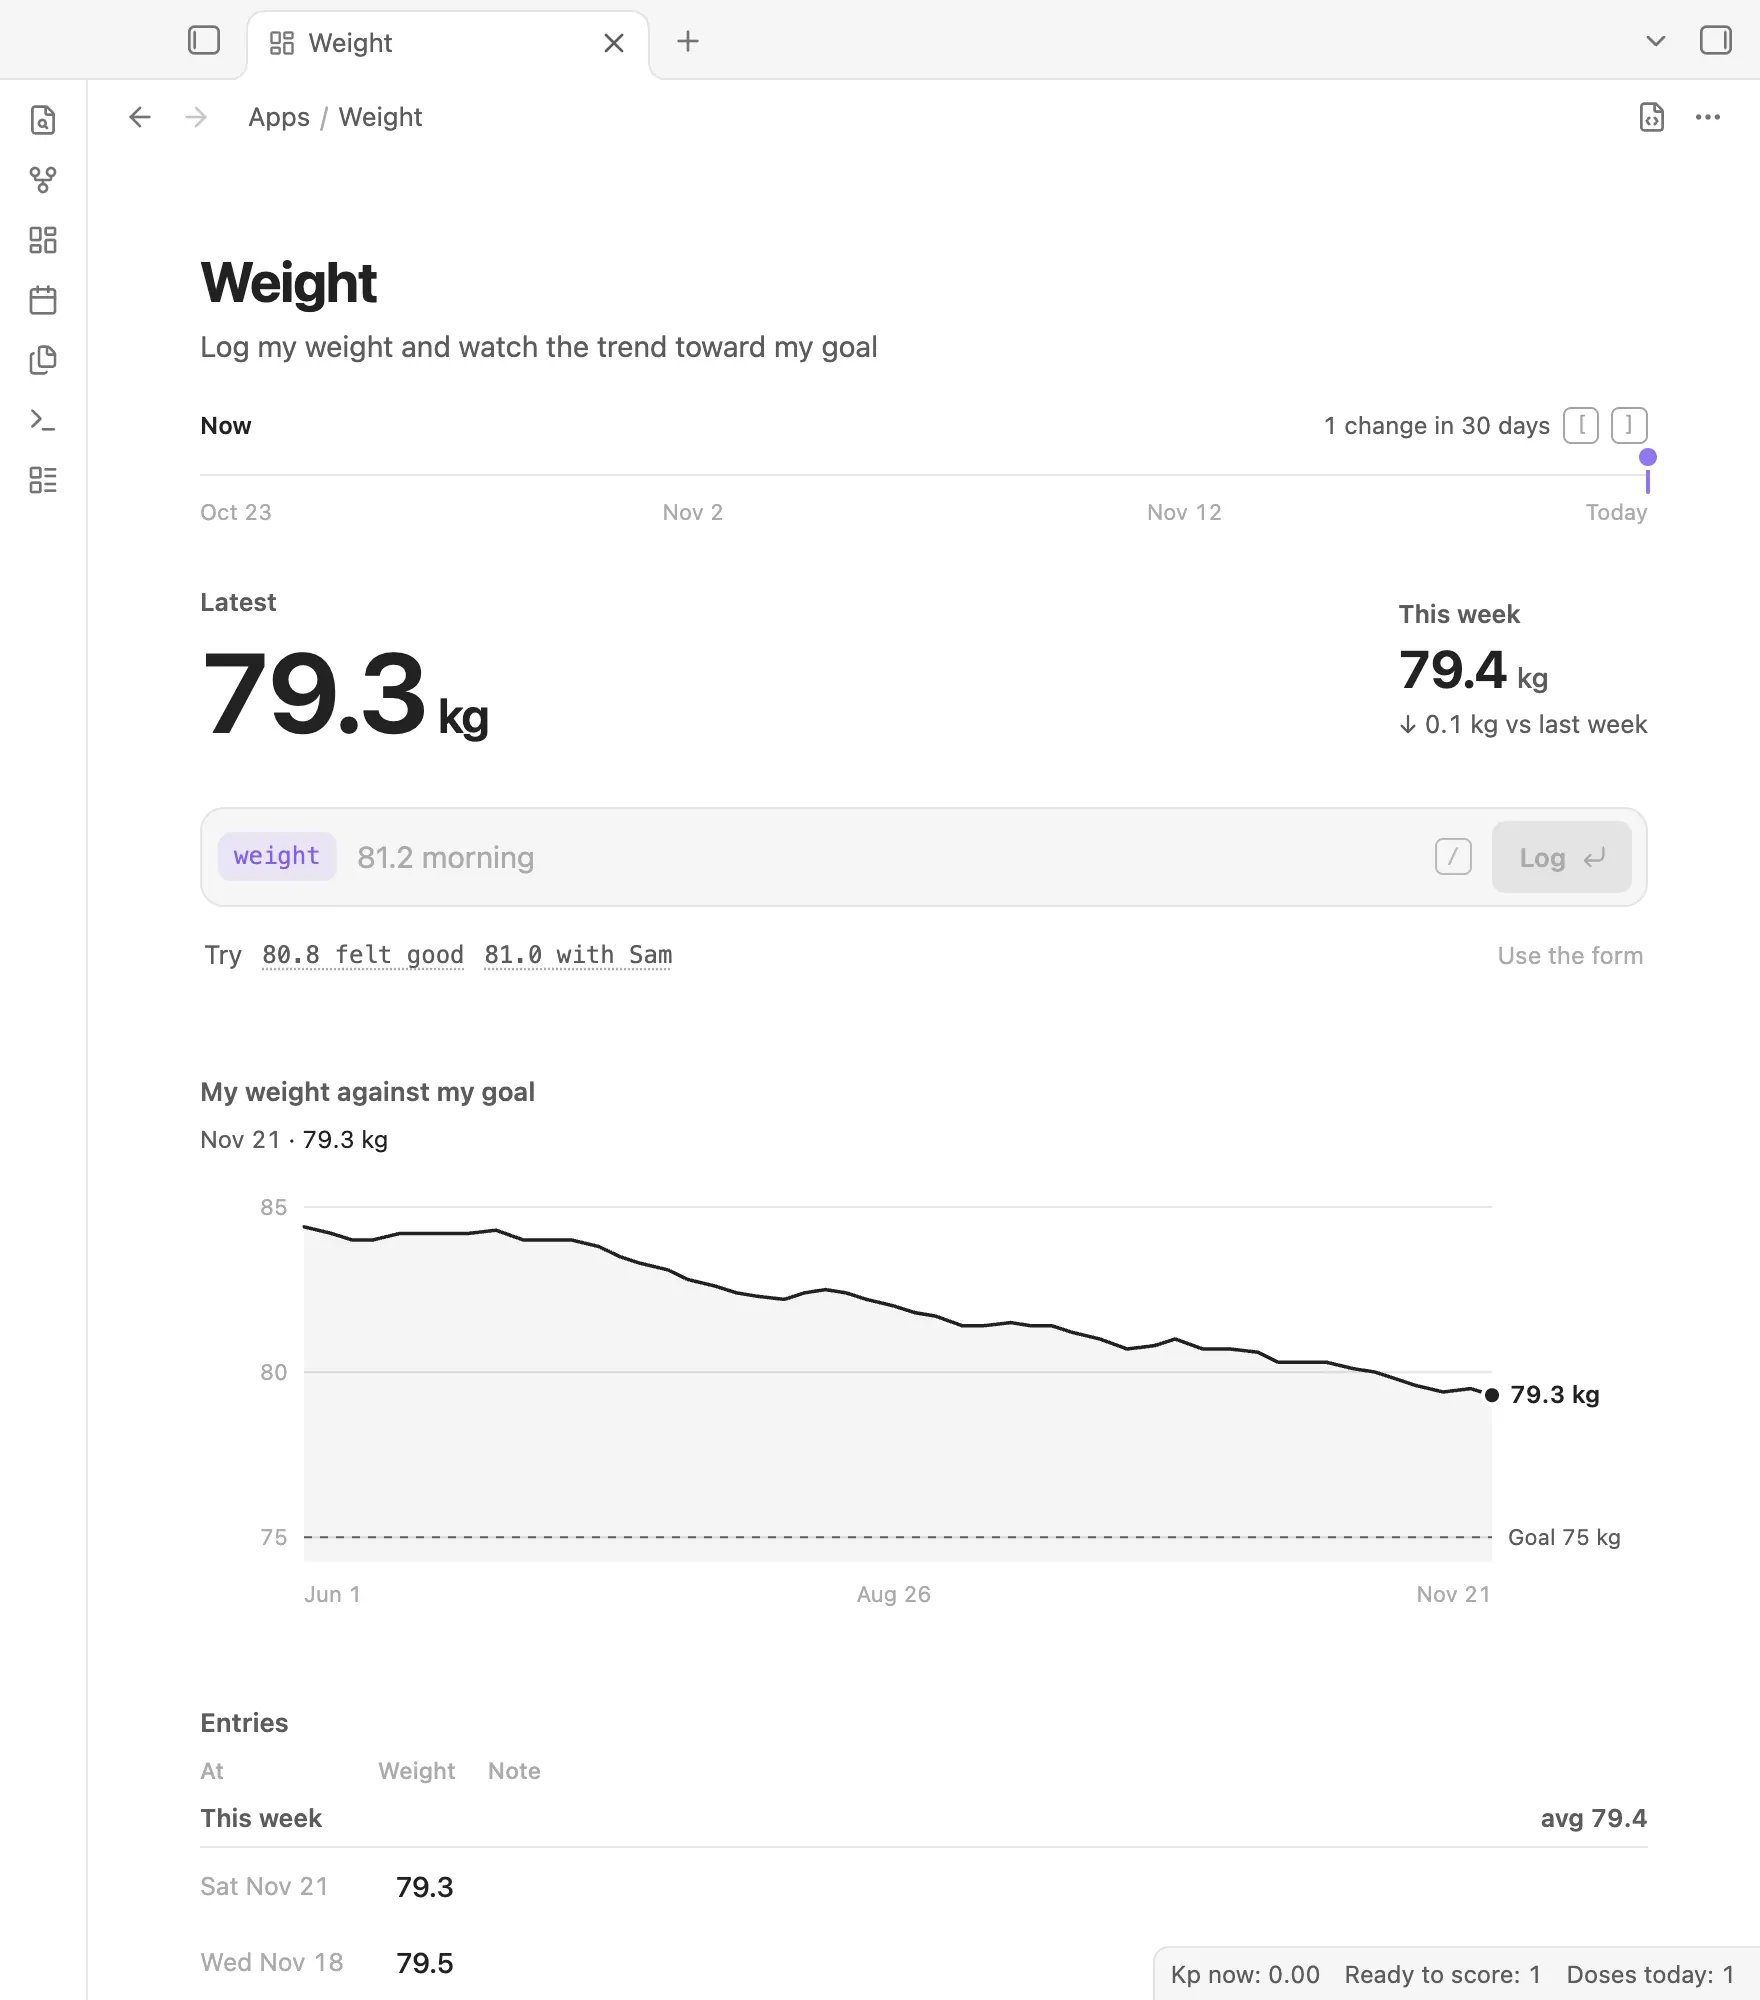 Weight
Apps / Weight
Weight
Log my weight and watch the trend toward my goal
Now
1 change in 30 days [ ]
Oct 23 Nov 2 Nov 12 Today
Latest
79.3 kg
This week
79.4 kg
↓ 0.1 kg vs last week
weight 81.2 morning / Log
Try 80.8 felt good 81.0 with Sam Use the form
My weight against my goal
Nov 21 · 79.3 kg
85
80
79.3 kg
75
Goal 75 kg
Jun 1 Aug 26 Nov 21
Entries
At Weight Note
This week avg 79.4
Sat Nov 21 79.3
Wed Nov 18 79.5
Kp now: 0.00 Ready to score: 1 Doses today: 1